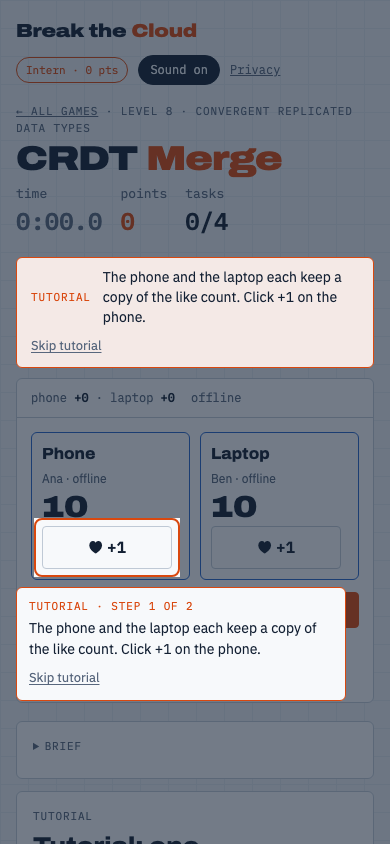 Break the Cloud
Intern · 0 pts
Sound on
Privacy
← ALL GAMES · LEVEL 8 · CONVERGENT REPLICATED
DATA TYPES
CRDT Merge
time points tasks
0:00.0 0 0/4
TUTORIAL
The phone and the laptop each keep a
copy of the like count. Click +1 on the
phone.
Skip tutorial
phone +0 · laptop +0 offline
Phone
Ana · offline
10
+1
Laptop
Ben · offline
10
+1
TUTORIAL · STEP 1 OF 2
The phone and the laptop each keep a copy of
the like count. Click +1 on the phone.
Skip tutorial
▶ BRIEF
TUTORIAL